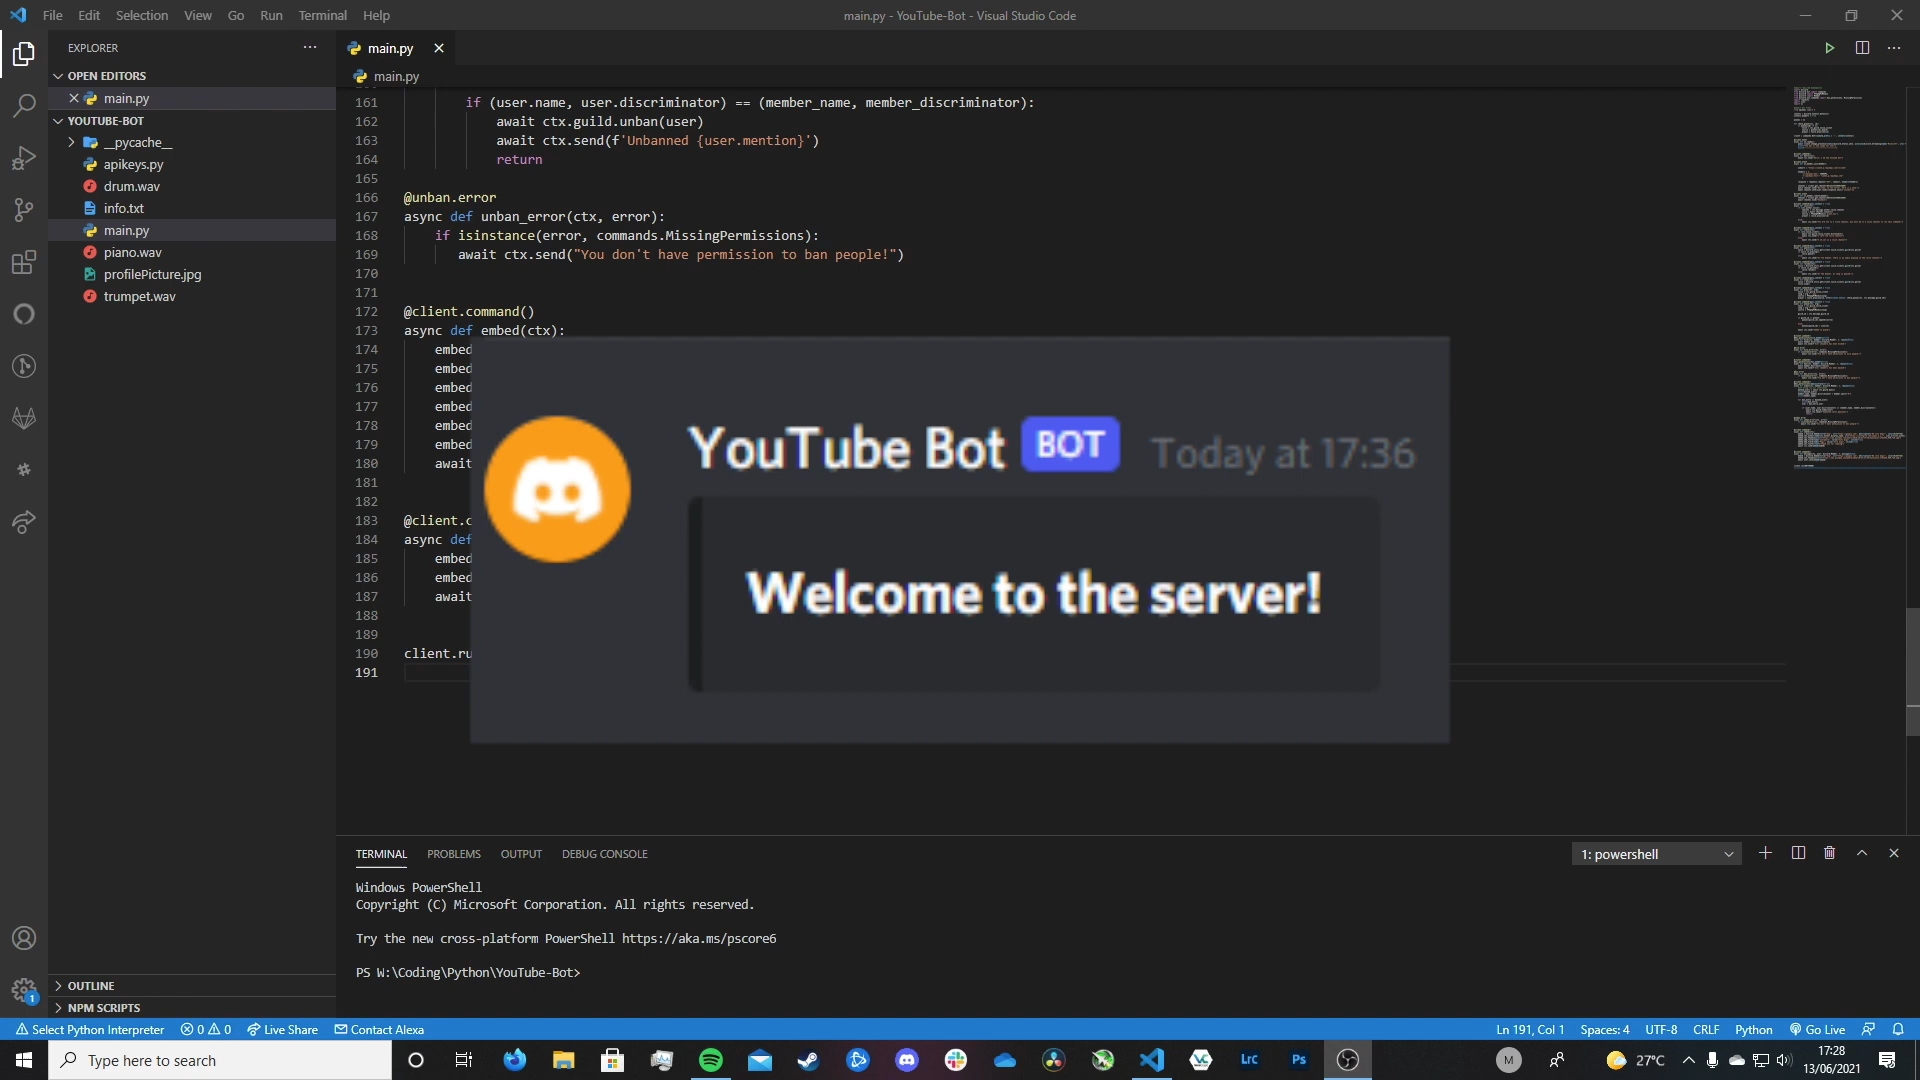 File Edit Selection View Go Run Terminal Help
main.py - YouTube-Bot - Visual Studio Code
EXPLORER
OPEN EDITORS
main.py
YOUTUBE-BOT
__pycache__
apikeys.py
drum.wav
info.txt
main.py
piano.wav
profilePicture.jpg
trumpet.wav
OUTLINE
NPM SCRIPTS
main.py
main.py
161 if (user.name, user.discriminator) == (member_name, member_discriminator):
162 await ctx.guild.unban(user)
163 await ctx.send(f'Unbanned {user.mention}')
164 return
165
166 @unban.error
167 async def unban_error(ctx, error):
168 if isinstance(error, commands.MissingPermissions):
169 await ctx.send("You don't have permission to ban people!")
170
171
172 @client.command()
173 async def embed(ctx):
174 embed
175 embed
176 embed
177 embed
178 embed
179 embed
180 await
181
182
183 @client.c
184 async def
185 embed
186 embed
187 await
188
189
190 client.ru
191
YouTube Bot BOT Today at 17:36
Welcome to the server!
TERMINAL PROBLEMS OUTPUT DEBUG CONSOLE
1: powershell
Windows PowerShell
Copyright (C) Microsoft Corporation. All rights reserved.
Try the new cross-platform PowerShell https://aka.ms/pscore6
PS W:\Coding\Python\YouTube-Bot>
1
Select Python Interpreter 0 0 Live Share Contact Alexa
Ln 191, Col 1 Spaces: 4 UTF-8 CRLF Python Go Live
Type here to search
Lrc
Ps
M
27°C
17:28
13/06/2021